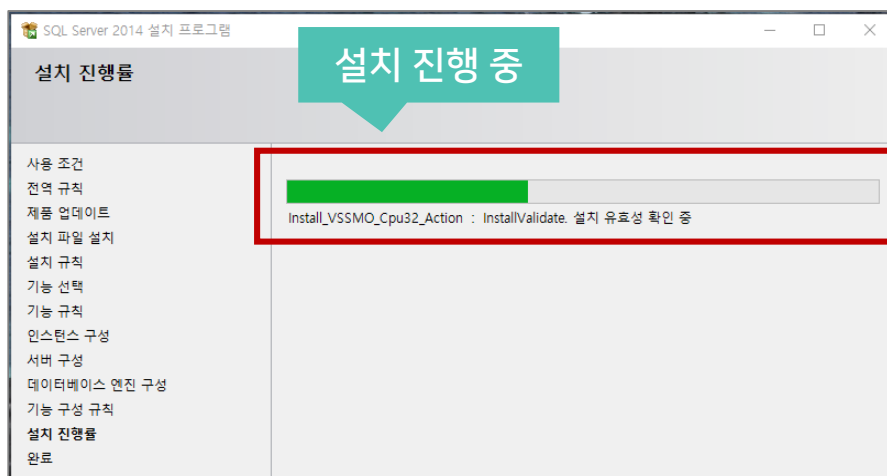 SQL Server 2014 설치 프로그램
설치 진행률
설치 진행 중
사용 조건
전역 규칙
제품 업데이트
설치 파일 설치
설치 규칙
기능 선택
기능 규칙
인스턴스 구성
서버 구성
데이터베이스 엔진 구성
기능 구성 규칙
설치 진행률
완료
Install_VSSMO_Cpu32_Action : InstallValidate. 설치 유효성 확인 중